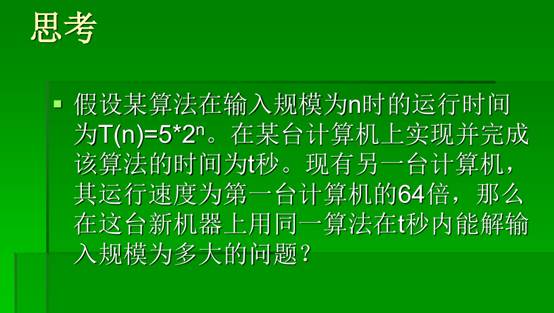 思考
▪ 假设某算法在输入规模为n时的运行时间
为T(n)=5*2ⁿ。在某台计算机上实现并完成
该算法的时间为t秒。现有另一台计算机，
其运行速度为第一台计算机的64倍，那么
在这台新机器上用同一算法在t秒内能解输
入规模为多大的问题？